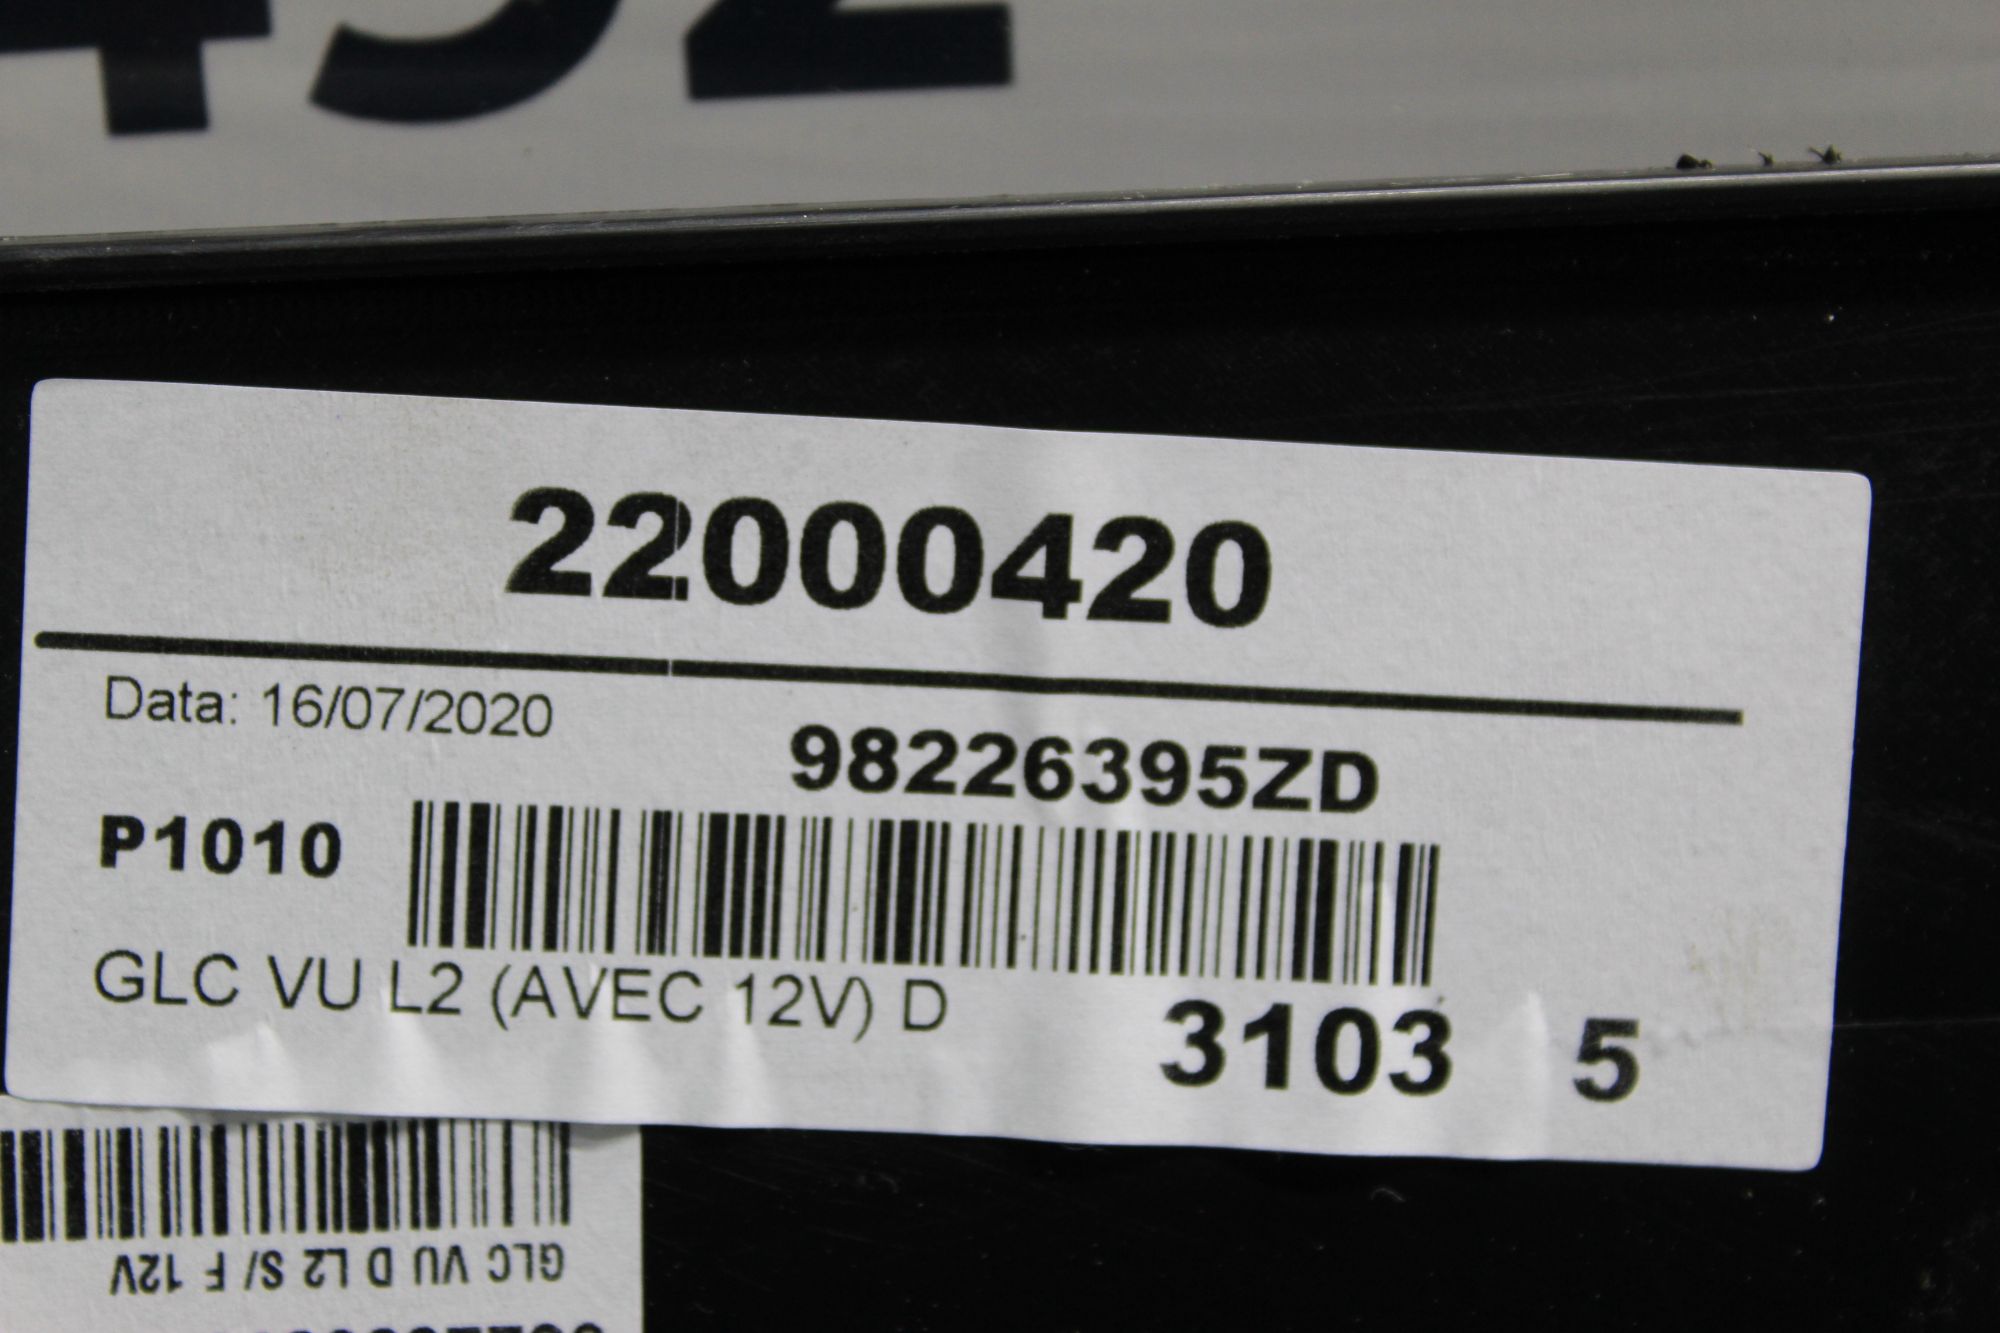 22000420
Data: 16/07/2020
98226395ZD
P1010
GLC VU L2 (AVEC 12V) D
3103 5
GLC VU D L2 S/ F 12V